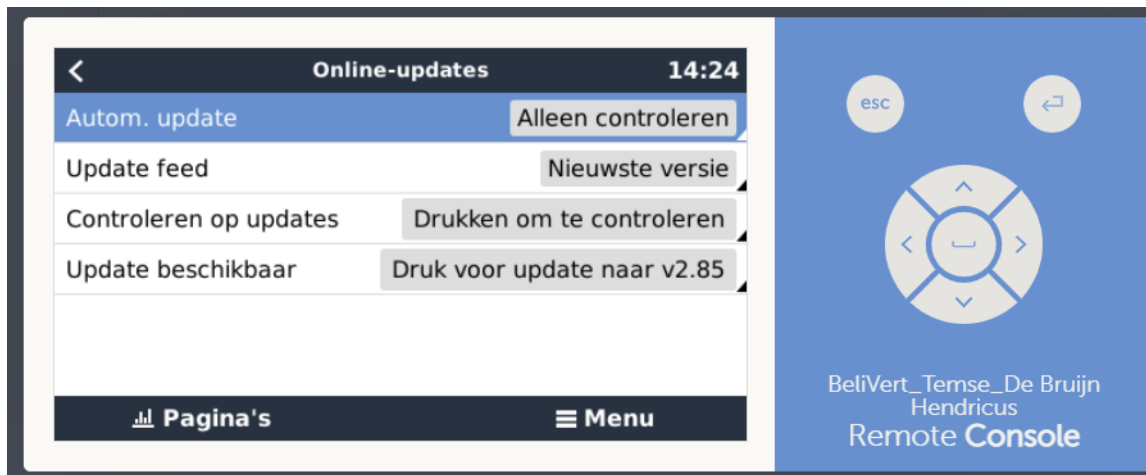 Online-updates 14:24
Autom. update Alleen controleren
Update feed Nieuwste versie
Controleren op updates Drukken om te controleren
Update beschikbaar Druk voor update naar v2.85
Pagina's Menu
esc
BeliVert_Temse_De Bruijn
Hendricus
Remote Console